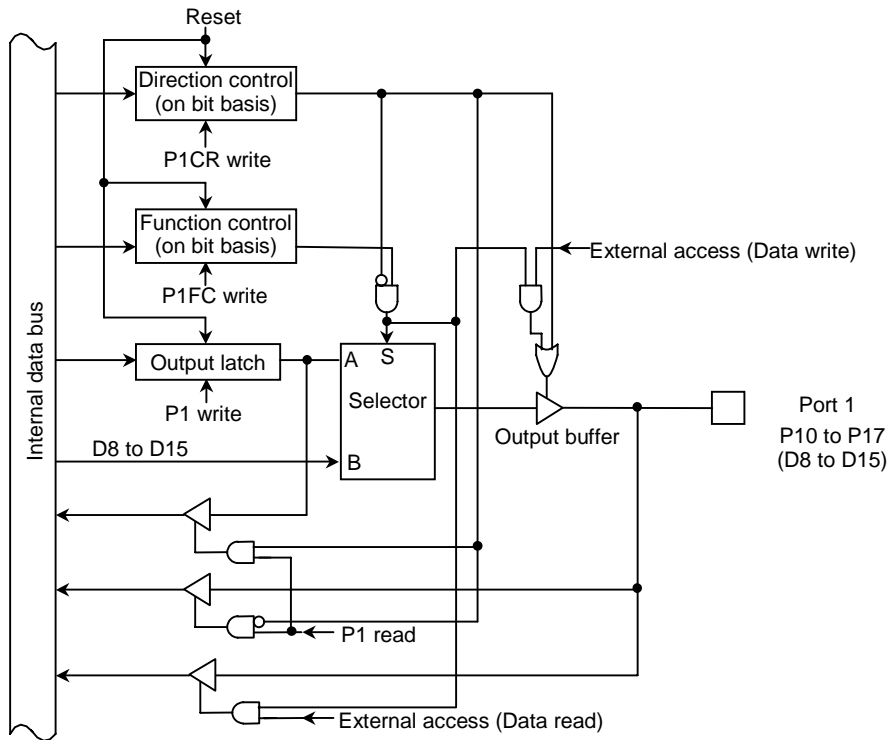 Reset
Direction control
(on bit basis)
P1CR write
Function control
(on bit basis)
External access (Data write)
P1FC write
Internal data bus
Output latch
A
S
Selector
P1 write
Output buffer
Port 1
P10 to P17
(D8 to D15)
D8 to D15
B
P1 read
External access (Data read)